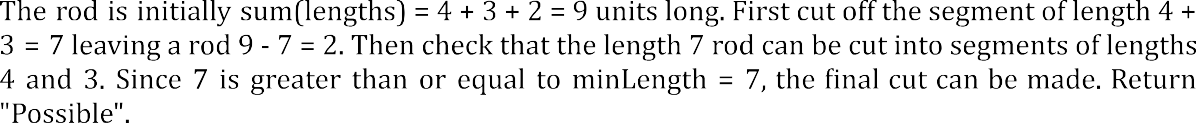 The rod is initially sum(lengths) = 4 + 3 + 2 = 9 units long. First cut off the segment of length 4 +
3 = 7 leaving a rod 9 - 7 = 2. Then check that the length 7 rod can be cut into segments of lengths
4 and 3. Since 7 is greater than or equal to minLength = 7, the final cut can be made. Return
"Possible".